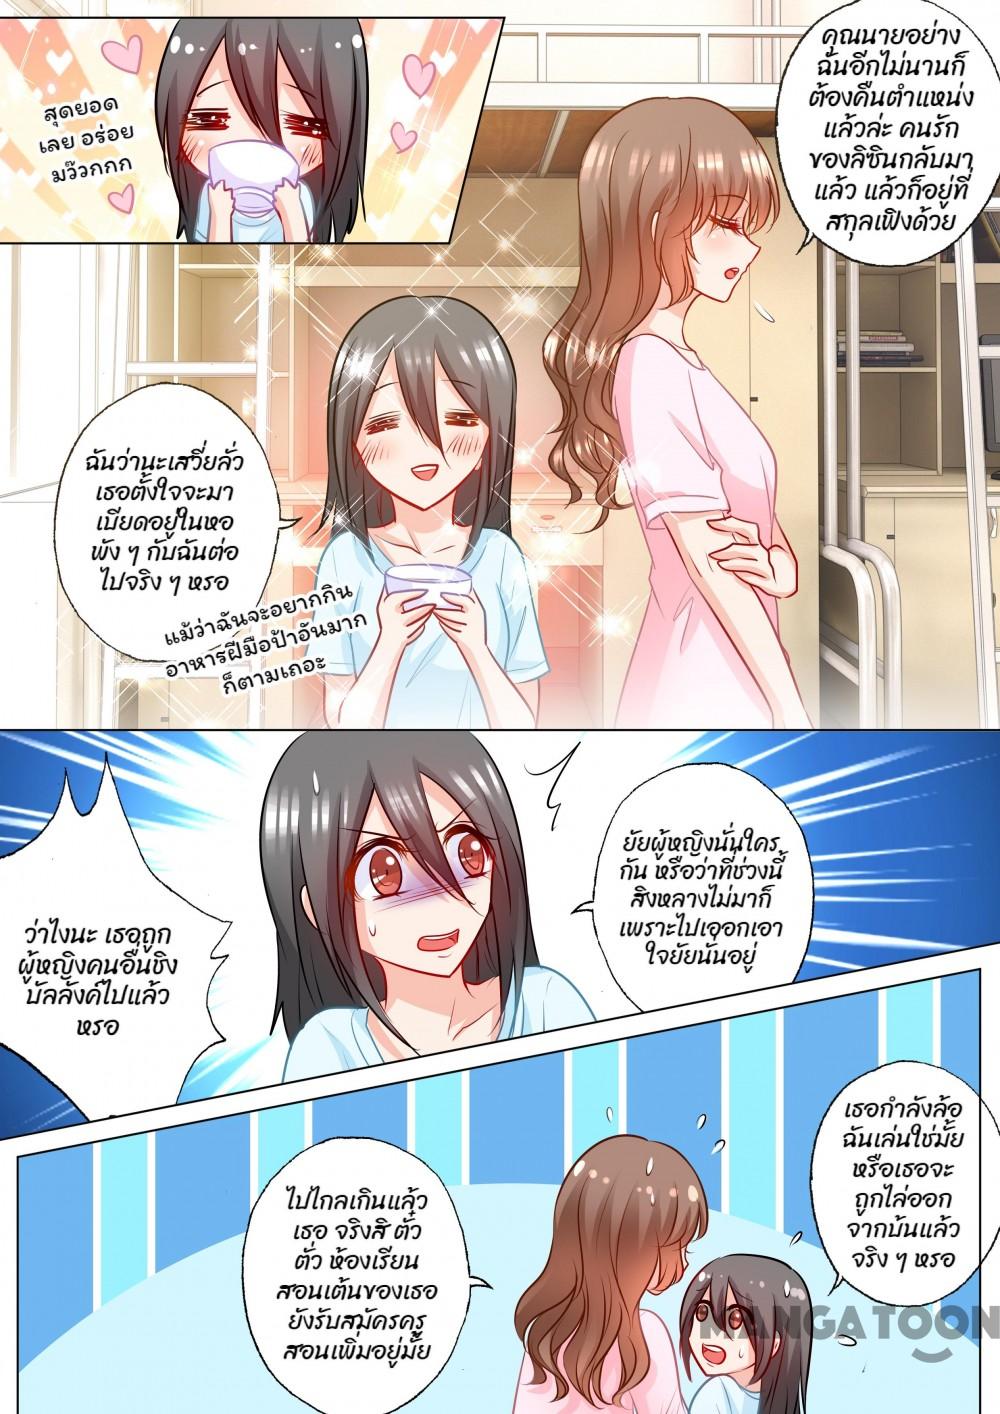 สุดยอด
เลย อร่อย
มว๊วกกก
คุณนายอย่าง
ฉันอีกไม่นานก็
ต้องคืนตำแหน่ง
แล้วล่ะ คนรัก
ของลิซินกลับมา
แล้ว แล้วก็อยู่ที่
สกุลเฟิงด้วย
ฉันว่านะเสวี่ยลั่ว
เธอตั้งใจจะมา
เบียดอยู่ในหอ
พัง ๆ กับฉันต่อ
ไปจริง ๆ หรอ
แม้ว่าฉันจะอยากกิน
อาหารฝีมือป้าอันมาก
ก็ตามเถอะ
ยัยผู้หญิงนั่นใคร
กัน หรือว่าที่ช่วงนี้
สิงหลางไม่มาก็
เพราะไปเอออกเอา
ใจยัยนั่นอยู่
ว่าไงนะ เธอถูก
ผู้หญิงคนอื่นชิง
บัลลังค์ไปแล้ว
หรอ
เธอกำลังล้อ
ฉันเล่นใช่มั้ย
หรือเธอจะ
ถูกไล่ออก
จากบ้นแล้ว
จริง ๆ หรอ
ไปไกลเกินแล้ว
เธอ จริงสิ ตั๋ว
ตั่ว ห้องเรียน
สอนเต้นของเธอ
ยังรับสมัครครู
สอนเพิ่มอยู่มั้ย
MANGATOON